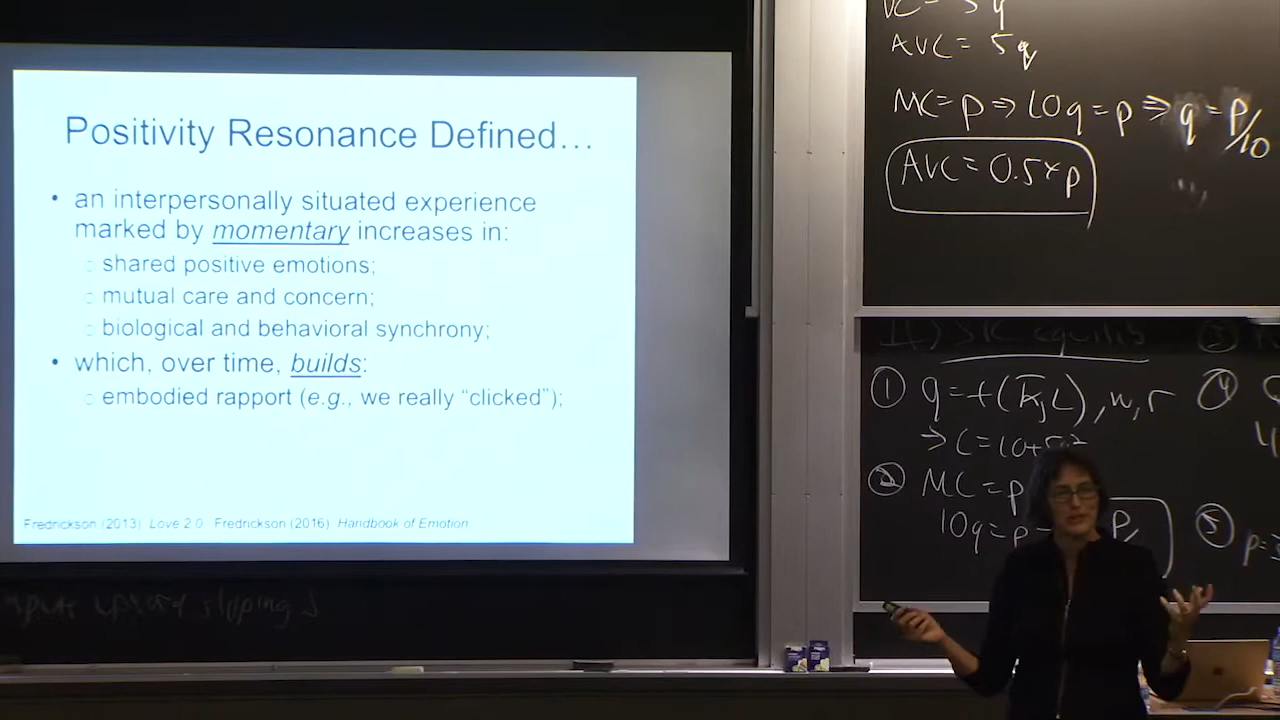 Positivity Resonance Defined…
• an interpersonally situated experience
marked by momentary increases in:
○ shared positive emotions;
○ mutual care and concern;
○ biological and behavioral synchrony;
• which, over time, builds:
○ embodied rapport (e.g., we really “clicked”);
Fredrickson (2013) Love 2.0 Fredrickson (2016) Handbook of Emotion
AVC = 5q
MC = p ⇒ 10q = p ⇒ q = P/10
AVC = 0.5*p
SR equilib
① q = f(K̅, L), w, r
② MC = p
10q = p
④
⑤ p =
upward sloping